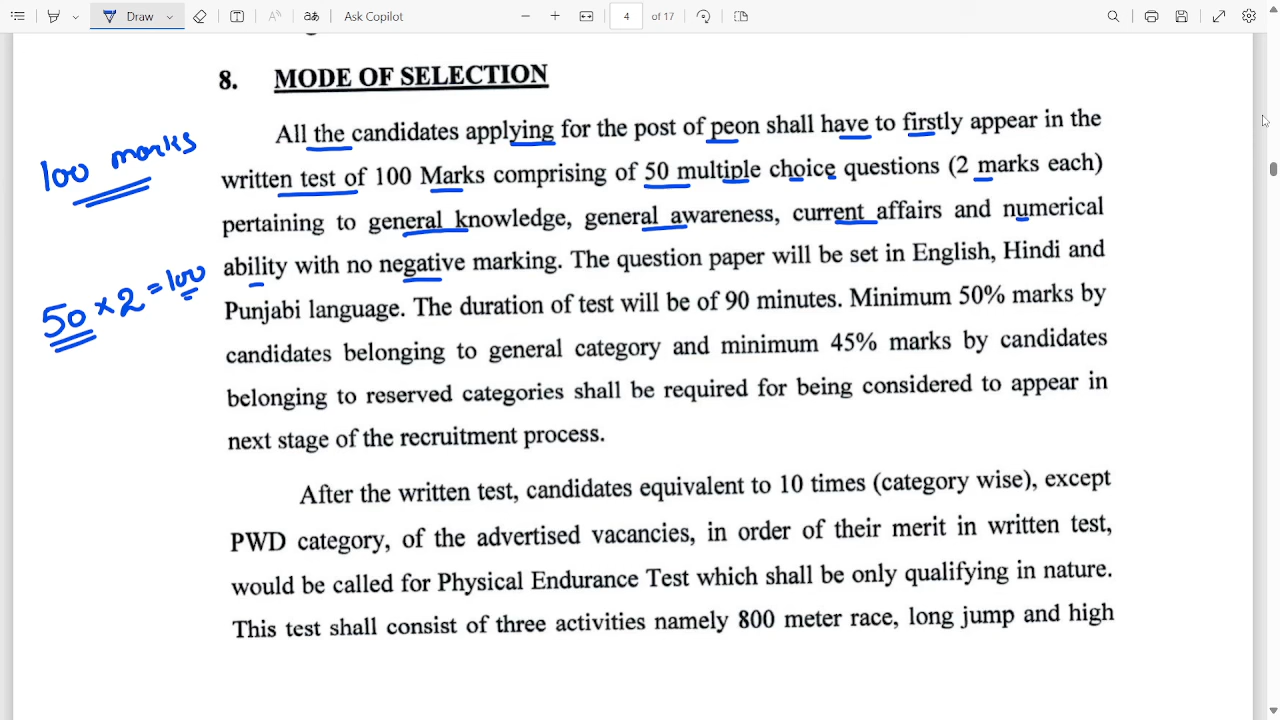 Draw
Ask Copilot
4 of 17
8. MODE OF SELECTION
All the candidates applying for the post of peon shall have to firstly appear in the
100 marks
written test of 100 Marks comprising of 50 multiple choice questions (2 marks each)
pertaining to general knowledge, general awareness, current affairs and numerical
ability with no negative marking. The question paper will be set in English, Hindi and
50 × 2 = 100
Punjabi language. The duration of test will be of 90 minutes. Minimum 50% marks by
candidates belonging to general category and minimum 45% marks by candidates
belonging to reserved categories shall be required for being considered to appear in
next stage of the recruitment process.
After the written test, candidates equivalent to 10 times (category wise), except
PWD category, of the advertised vacancies, in order of their merit in written test,
would be called for Physical Endurance Test which shall be only qualifying in nature.
This test shall consist of three activities namely 800 meter race, long jump and high